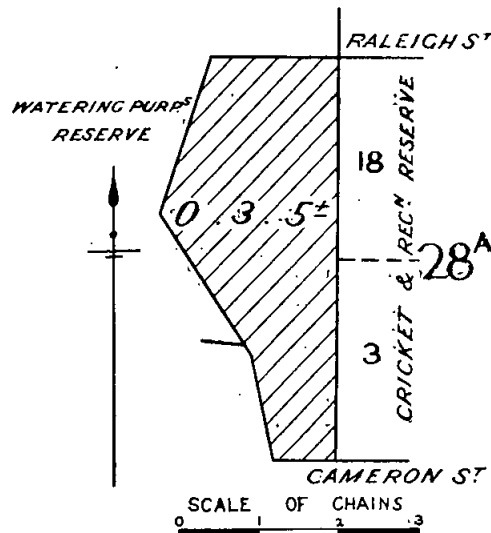 RALEIGH Sᵀ
WATERING PURPˢ
RESERVE
18
0 . 3 . 5±
28ᴬ
CRICKET & RECᴺ RESERVE
3
CAMERON Sᵀ.
SCALE OF CHAINS
0 1 2 3